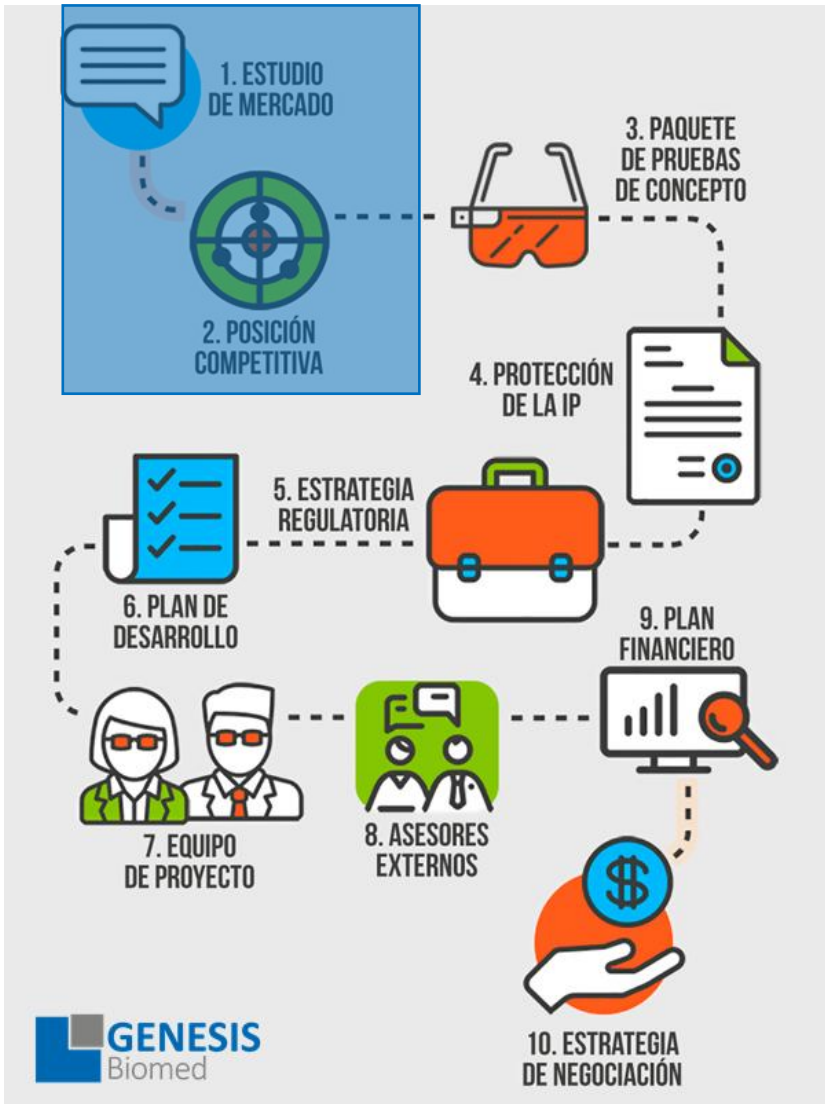 1. ESTUDIO
DE MERCADO
2. POSICIÓN
COMPETITIVA
3. PAQUETE
DE PRUEBAS
DE CONCEPTO
4. PROTECCIÓN
DE LA IP
5. ESTRATEGIA
REGULATORIA
6. PLAN DE
DESARROLLO
7. EQUIPO
DE PROYECTO
8. ASESORES
EXTERNOS
9. PLAN
FINANCIERO
$
10. ESTRATEGIA
DE NEGOCIACIÓN
GENESIS
Biomed